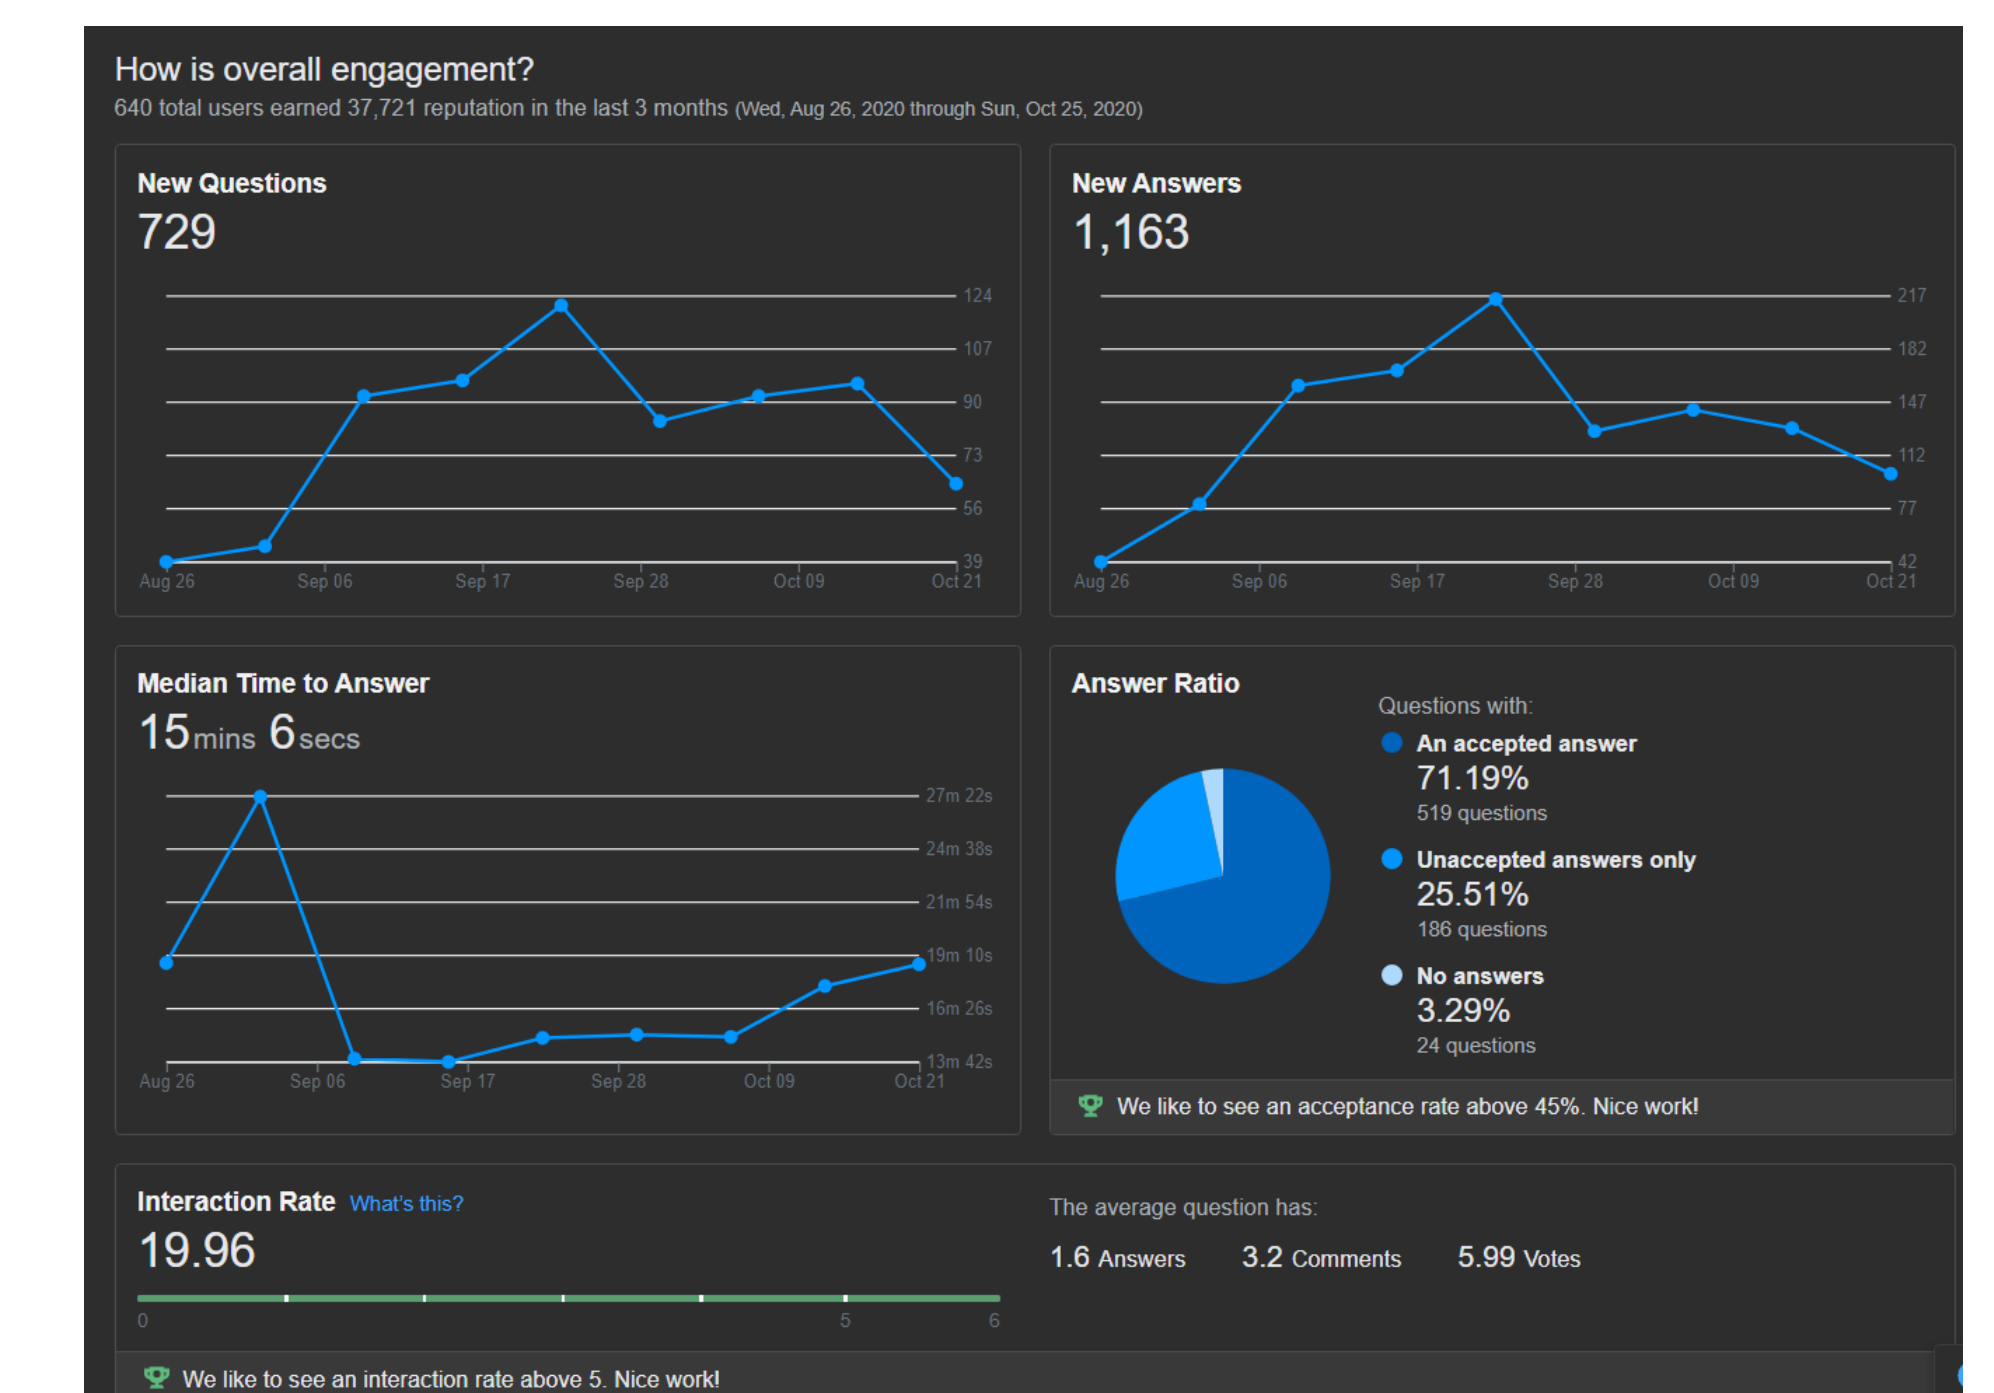 How is overall engagement?
640 total users earned 37,721 reputation in the last 3 months (Wed, Aug 26, 2020 through Sun, Oct 25, 2020)
New Questions
729
124
107
90
73
56
39
Aug 26 Sep 06 Sep 17 Sep 28 Oct 09 Oct 21
New Answers
1,163
217
182
147
112
77
42
Aug 26 Sep 06 Sep 17 Sep 28 Oct 09 Oct 21
Median Time to Answer
15 mins 6 secs
27m 22s
24m 38s
21m 54s
19m 10s
16m 26s
13m 42s
Aug 26 Sep 06 Sep 17 Sep 28 Oct 09 Oct 21
Answer Ratio
Questions with:
An accepted answer
71.19%
519 questions
Unaccepted answers only
25.51%
186 questions
No answers
3.29%
24 questions
We like to see an acceptance rate above 45%. Nice work!
Interaction Rate What's this?
19.96
0 5 6
The average question has:
1.6 Answers 3.2 Comments 5.99 Votes
We like to see an interaction rate above 5. Nice work!